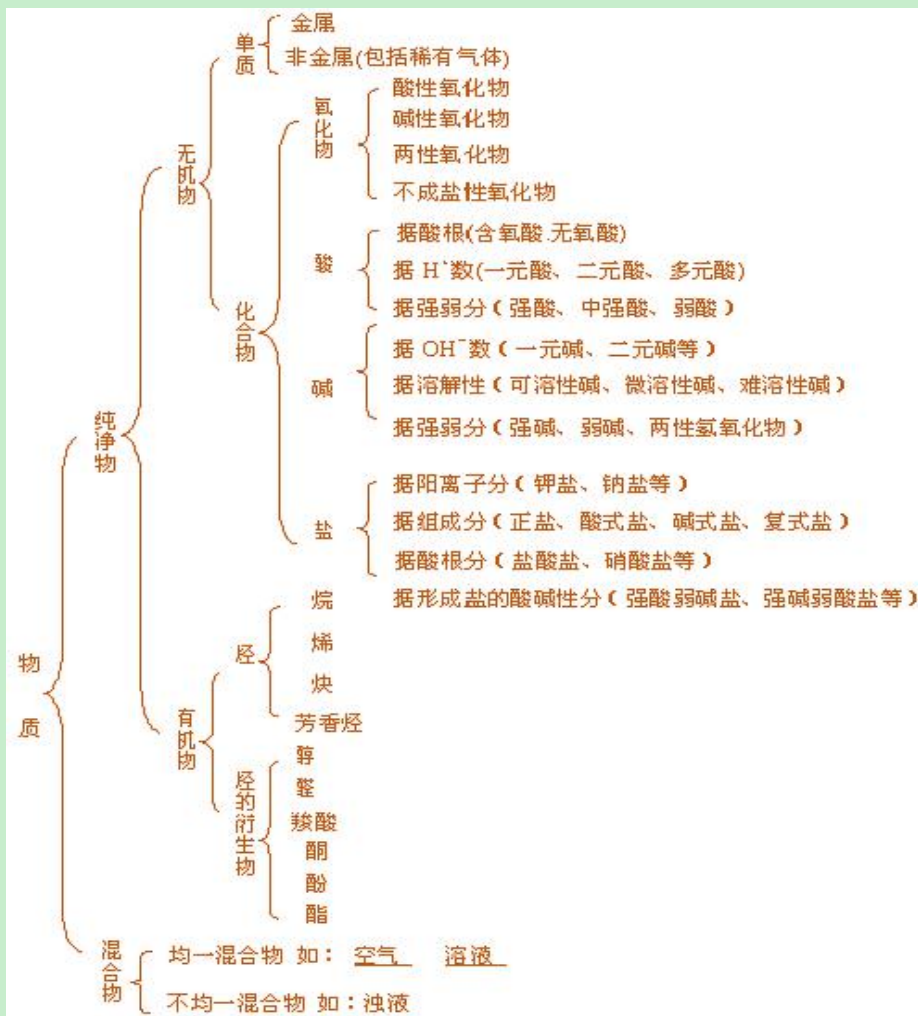 物质
纯净物
无机物
单质
金属
非金属(包括稀有气体)
化合物
氧化物
酸性氧化物
碱性氧化物
两性氧化物
不成盐性氧化物
酸
据酸根(含氧酸.无氧酸)
据 H⁺数(一元酸、二元酸、多元酸)
据强弱分（强酸、中强酸、弱酸）
碱
据 OH⁻数（一元碱、二元碱等）
据溶解性（可溶性碱、微溶性碱、难溶性碱）
据强弱分（强碱、弱碱、两性氢氧化物）
盐
据阳离子分（钾盐、钠盐等）
据组成分（正盐、酸式盐、碱式盐、复式盐）
据酸根分（盐酸盐、硝酸盐等）
据形成盐的酸碱性分（强酸弱碱盐、强碱弱酸盐等）
有机物
烃
烷
烯
炔
芳香烃
烃的衍生物
醇
醛
羧酸
酮
酚
酯
混合物
均一混合物 如： 空气 溶液
不均一混合物 如：浊液